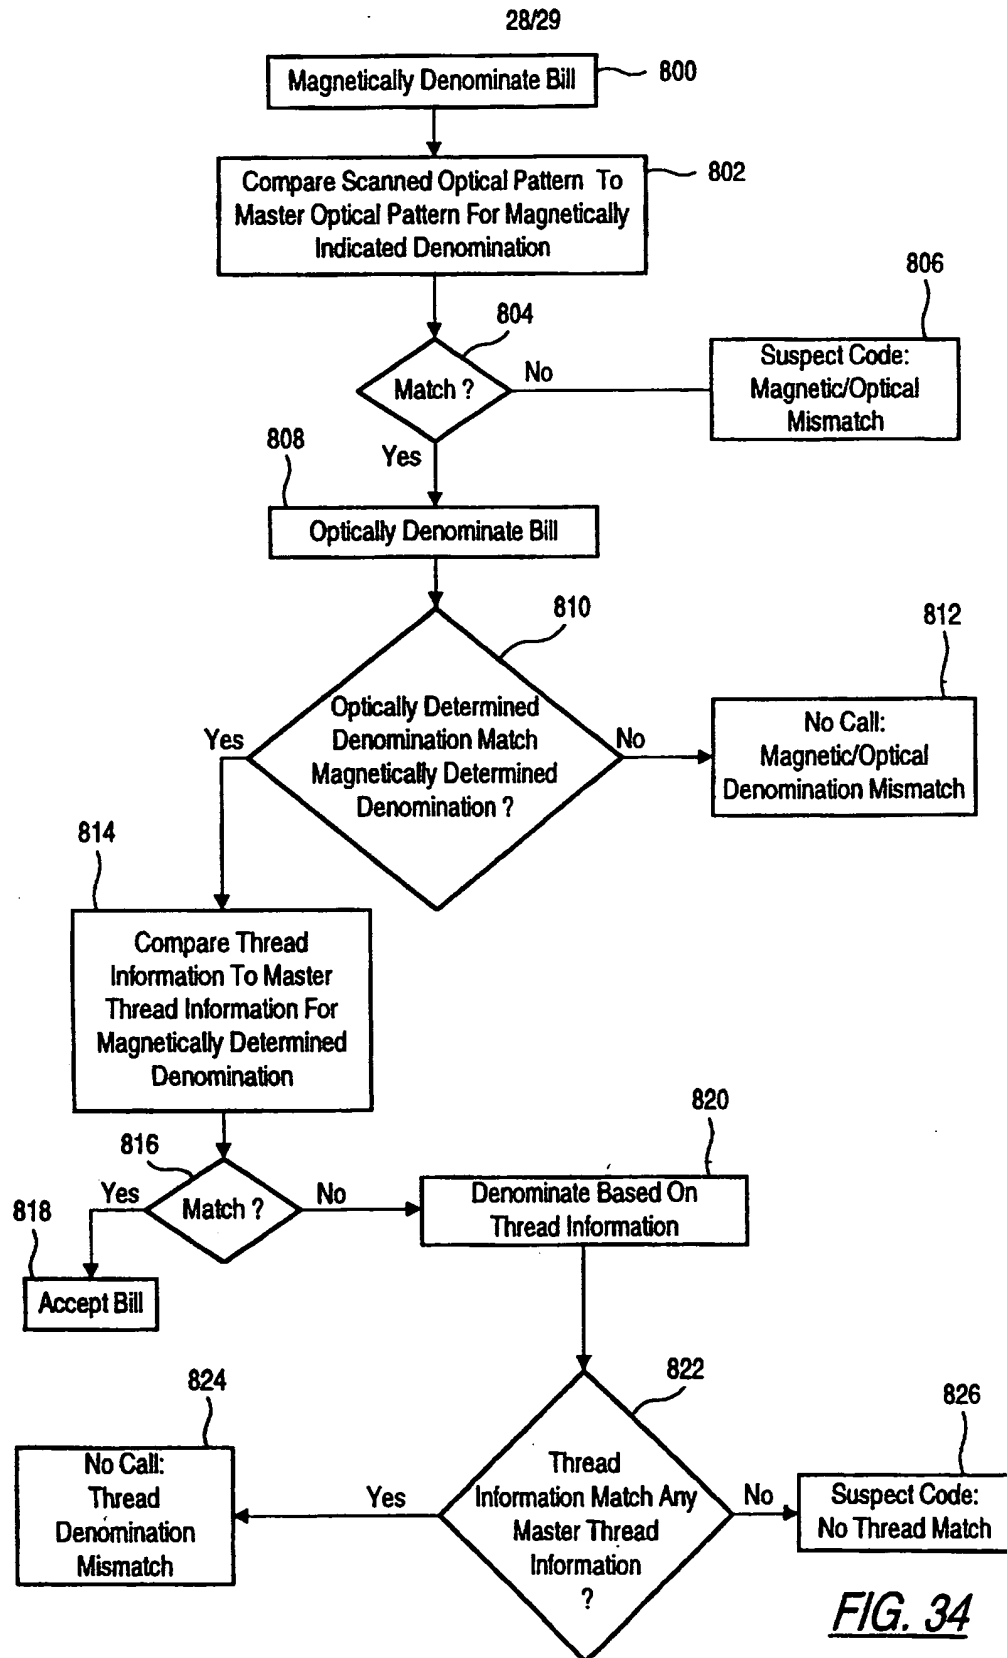 28/29
Magnetically Denominate Bill
800
Compare Scanned Optical Pattern To
Master Optical Pattern For Magnetically
Indicated Denomination
802
804
Match ?
No
806
Suspect Code:
Magnetic/Optical
Mismatch
Yes
808
Optically Denominate Bill
810
Optically Determined
Denomination Match
Magnetically Determined
Denomination ?
Yes
No
812
No Call:
Magnetic/Optical
Denomination Mismatch
814
Compare Thread
Information To Master
Thread Information For
Magnetically Determined
Denomination
816
Match ?
Yes
No
818
Accept Bill
820
Denominate Based On
Thread Information
822
Thread
Information Match Any
Master Thread
Information
?
Yes
No
824
No Call:
Thread
Denomination
Mismatch
826
Suspect Code:
No Thread Match
FIG. 34